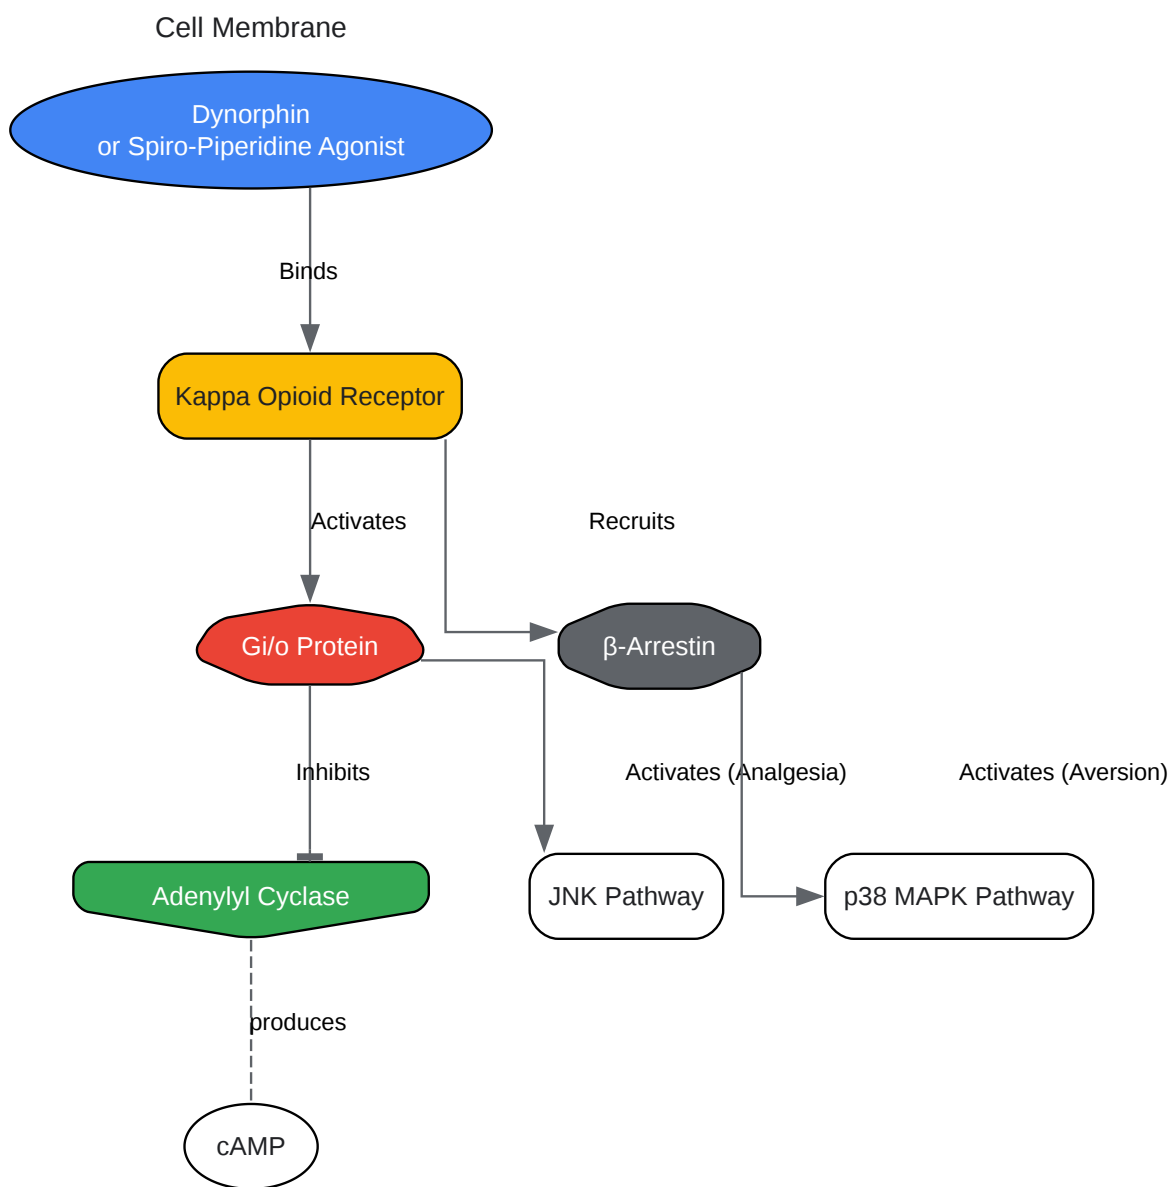 Cell Membrane
Dynorphin
or Spiro-Piperidine Agonist
Binds
Kappa Opioid Receptor
Activates
Recruits
Gi/o Protein
β-Arrestin
Inhibits
Activates (Analgesia)
Activates (Aversion)
Adenylyl Cyclase
JNK Pathway
p38 MAPK Pathway
produces
cAMP